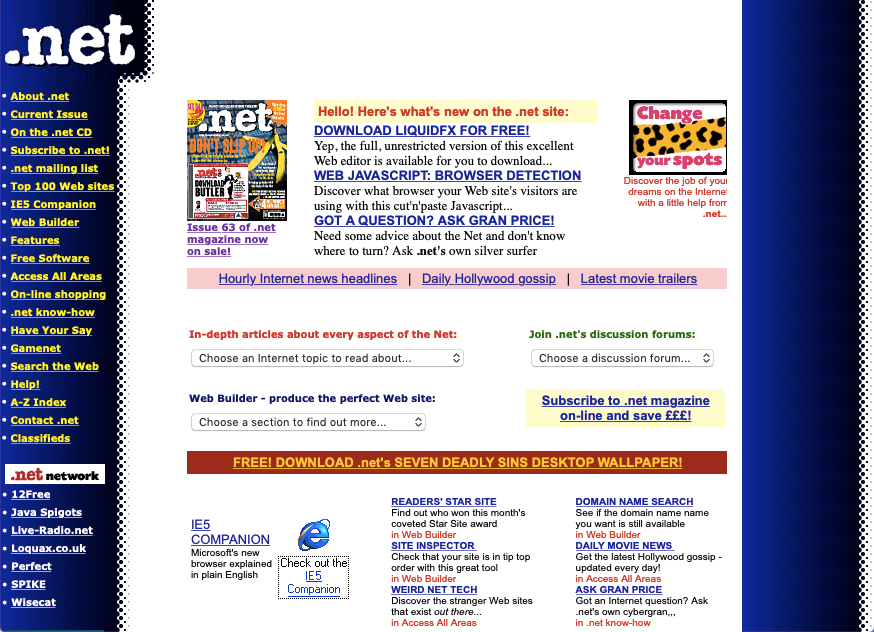 .net
• About .net
• Current Issue
• On the .net CD
• Subscribe to .net!
• .net mailing list
• Top 100 Web sites
• IE5 Companion
• Web Builder
• Features
• Free Software
• Access All Areas
• On-line shopping
• .net know-how
• Have Your Say
• Gamenet
• Search the Web
• Help!
• A-Z Index
• Contact .net
• Classifieds
.net network
• 12Free
• Java Spigots
• Live-Radio.net
• Loquax.co.uk
• Perfect
• SPIKE
• Wisecat
.net
DON'T SLIP UP!
DOWNLOAD
BUTLER
Issue 63 of .net
magazine now
on sale!
Hello! Here's what's new on the .net site:
DOWNLOAD LIQUIDFX FOR FREE!
Yep, the full, unrestricted version of this excellent
Web editor is available for you to download...
WEB JAVASCRIPT: BROWSER DETECTION
Discover what browser your Web site's visitors are
using with this cut'n'paste Javascript...
GOT A QUESTION? ASK GRAN PRICE!
Need some advice about the Net and don't know
where to turn? Ask .net's own silver surfer
Change
your spots
Discover the job of your
dreams on the Internet
with a little help from
.net..
Hourly Internet news headlines | Daily Hollywood gossip | Latest movie trailers
In-depth articles about every aspect of the Net:
Choose an Internet topic to read about...
Join .net's discussion forums:
Choose a discussion forum...
Web Builder - produce the perfect Web site:
Choose a section to find out more...
Subscribe to .net magazine
on-line and save £££!
FREE! DOWNLOAD .net's SEVEN DEADLY SINS DESKTOP WALLPAPER!
IE5
COMPANION
Microsoft's new
browser explained
in plain English
Check out the
IE5
Companion
READERS' STAR SITE
Find out who won this month's
coveted Star Site award
in Web Builder
SITE INSPECTOR
Check that your site is in tip top
order with this great tool
in Web Builder
WEIRD NET TECH
Discover the stranger Web sites
that exist out there...
in Access All Areas
DOMAIN NAME SEARCH
See if the domain name name
you want is still available
in Web Builder
DAILY MOVIE NEWS
Get the latest Hollywood gossip -
updated every day!
in Access All Areas
ASK GRAN PRICE
Got an Internet question? Ask
.net's own cybergran,,,
in .net know-how